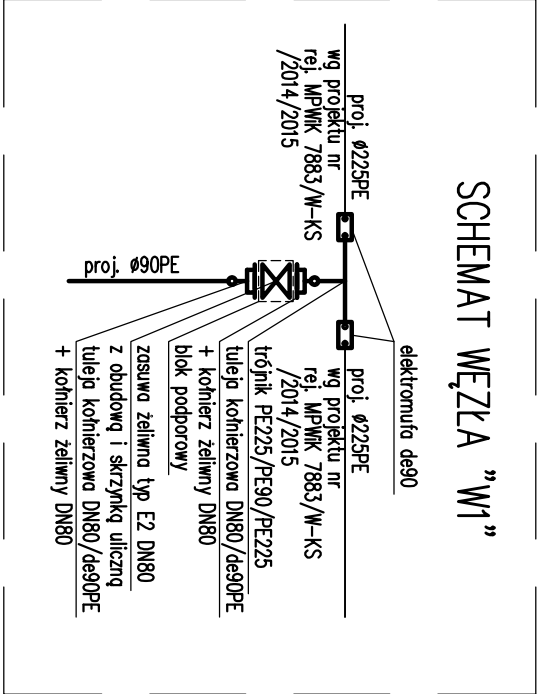 SCHEMAT WĘZŁA "W1"
elektromufa de90
proj. ø225PE
wg projektu nr
rej. MPWiK 7883/W-KS
/2014/2015
proj. ø225PE
wg projektu nr
rej. MPWiK 7883/W-KS
/2014/2015
trójnik PE225/PE90/PE225
tuleja kołnierzowa DN80/de90PE
+ kołnierz żeliwny DN80
blok podporowy
zasuwa żeliwna typ E2 DN80
z obudową i skrzynką uliczną
tuleja kołnierzowa DN80/de90PE
+ kołnierz żeliwny DN80
proj. ø90PE